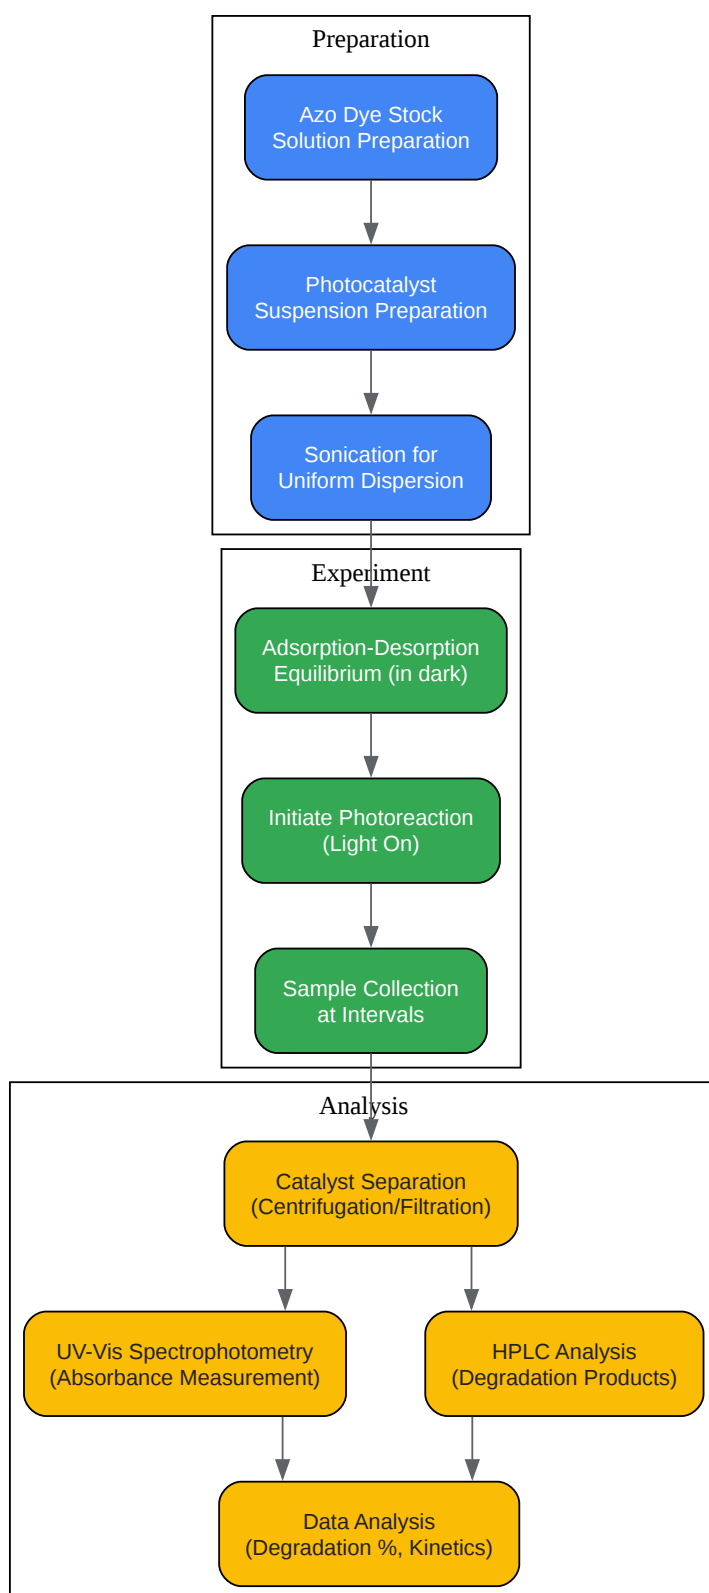 Preparation
Azo Dye Stock
Solution Preparation
Photocatalyst
Suspension Preparation
Sonication for
Uniform Dispersion
Experiment
Adsorption-Desorption
Equilibrium (in dark)
Initiate Photoreaction
(Light On)
Sample Collection
at Intervals
Analysis
Catalyst Separation
(Centrifugation/Filtration)
UV-Vis Spectrophotometry
(Absorbance Measurement)
HPLC Analysis
(Degradation Products)
Data Analysis
(Degradation %, Kinetics)